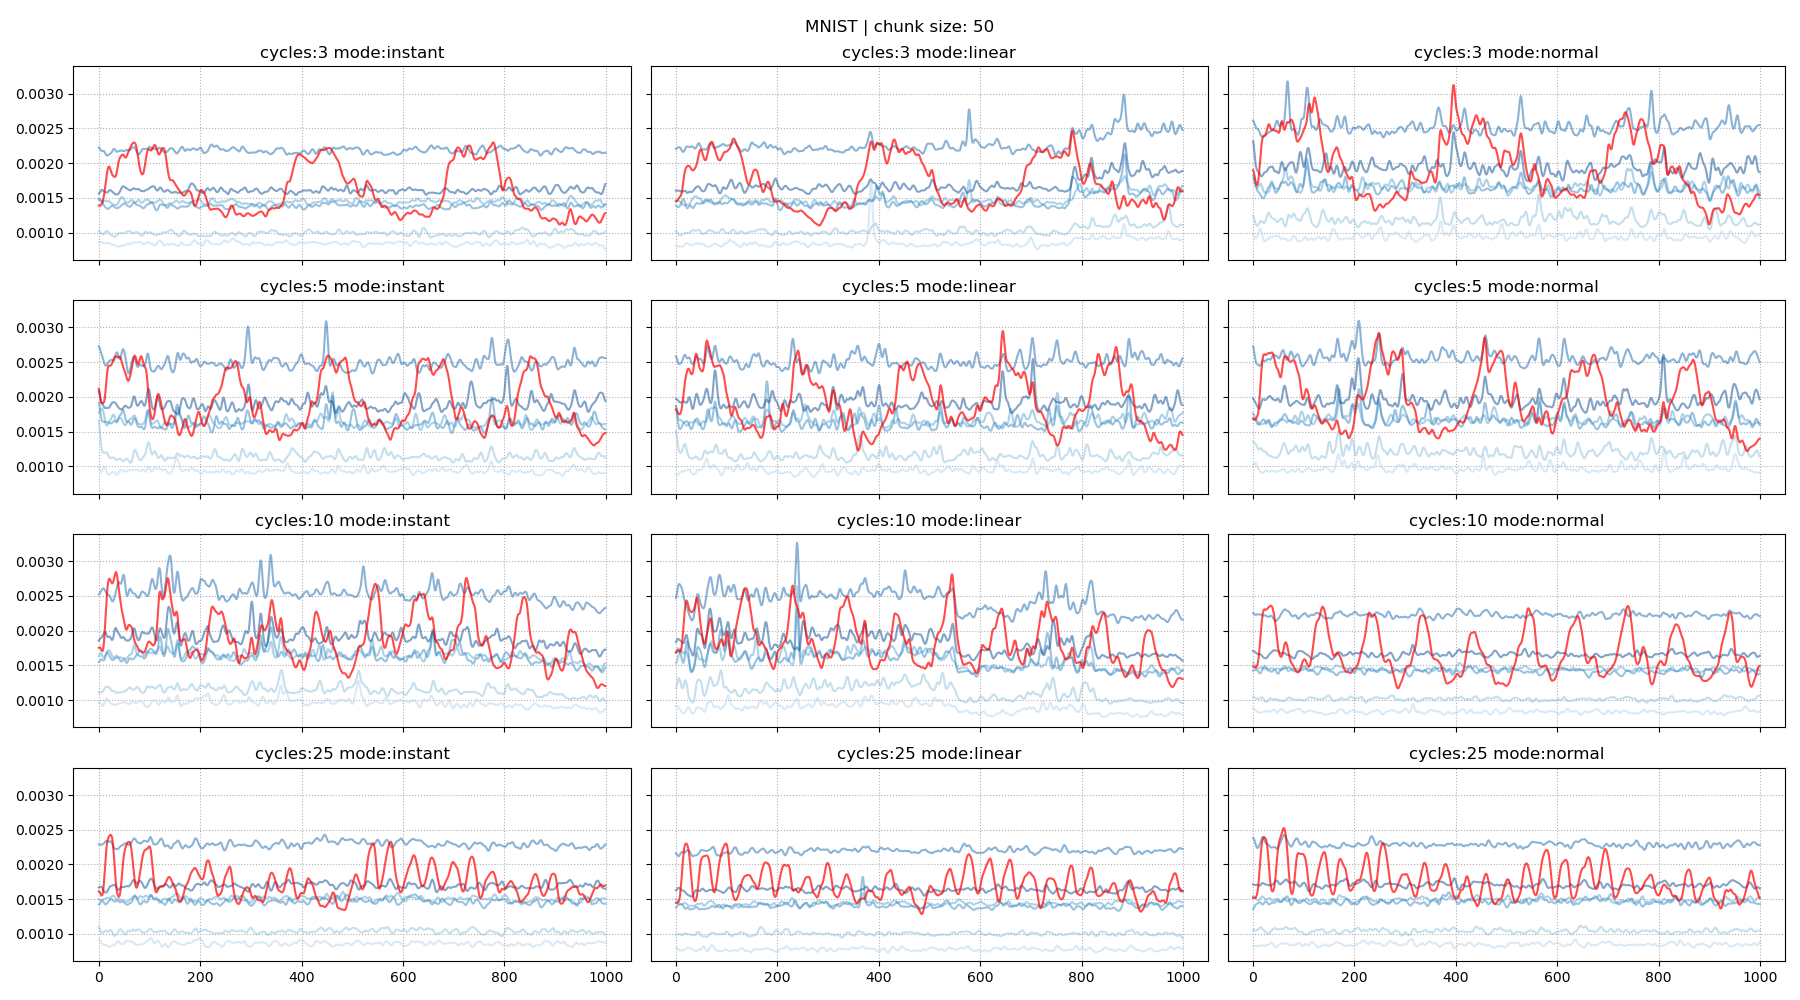 MNIST | chunk size: 50
cycles:3 mode:instant
cycles:3 mode:linear
cycles:3 mode:normal
0.0030
0.0025
0.0020
0.0015
0.0010
cycles:5 mode:instant
cycles:5 mode:linear
cycles:5 mode:normal
0.0030
0.0025
0.0020
0.0015
0.0010
cycles:10 mode:instant
cycles:10 mode:linear
cycles:10 mode:normal
0.0030
0.0025
0.0020
0.0015
0.0010
cycles:25 mode:instant
cycles:25 mode:linear
cycles:25 mode:normal
0.0030
0.0025
0.0020
0.0015
0.0010
0 200 400 600 800 1000
0 200 400 600 800 1000
0 200 400 600 800 1000